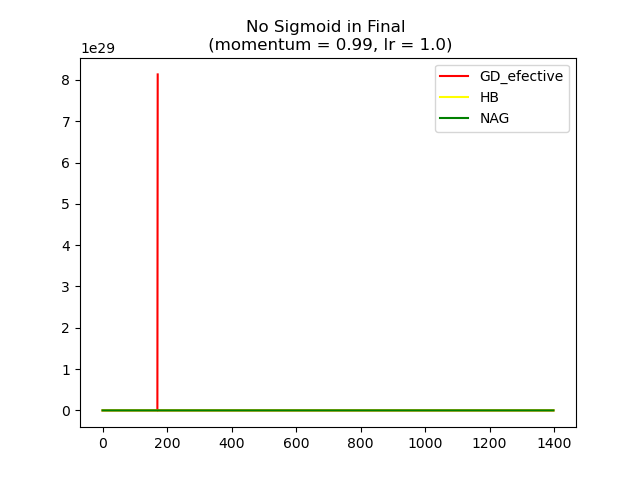 No Sigmoid in Final
(momentum = 0.99, lr = 1.0)
1e29
GD_efective
HB
NAG
8
7
6
5
4
3
2
1
0
0 200 400 600 800 1000 1200 1400